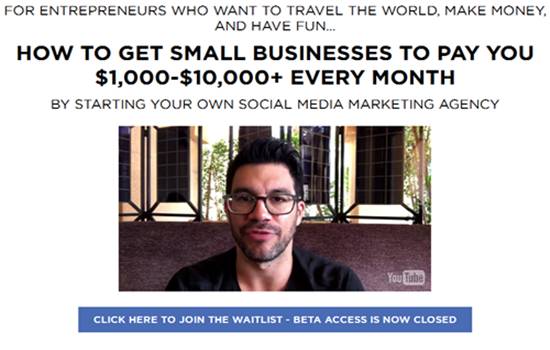 FOR ENTREPRENEURS WHO WANT TO TRAVEL THE WORLD, MAKE MONEY,
AND HAVE FUN...
HOW TO GET SMALL BUSINESSES TO PAY YOU
$1,000-$10,000+ EVERY MONTH
BY STARTING YOUR OWN SOCIAL MEDIA MARKETING AGENCY
YouTube
CLICK HERE TO JOIN THE WAITLIST - BETA ACCESS IS NOW CLOSED